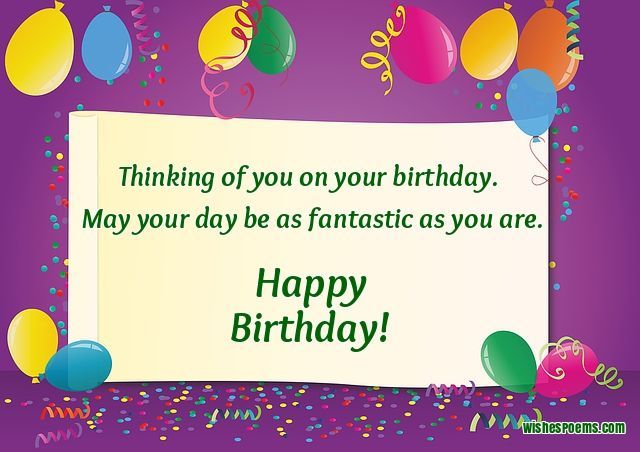 Thinking of you on your birthday.
May your day be as fantastic as you are.
Happy
Birthday!
wishesPoems.com